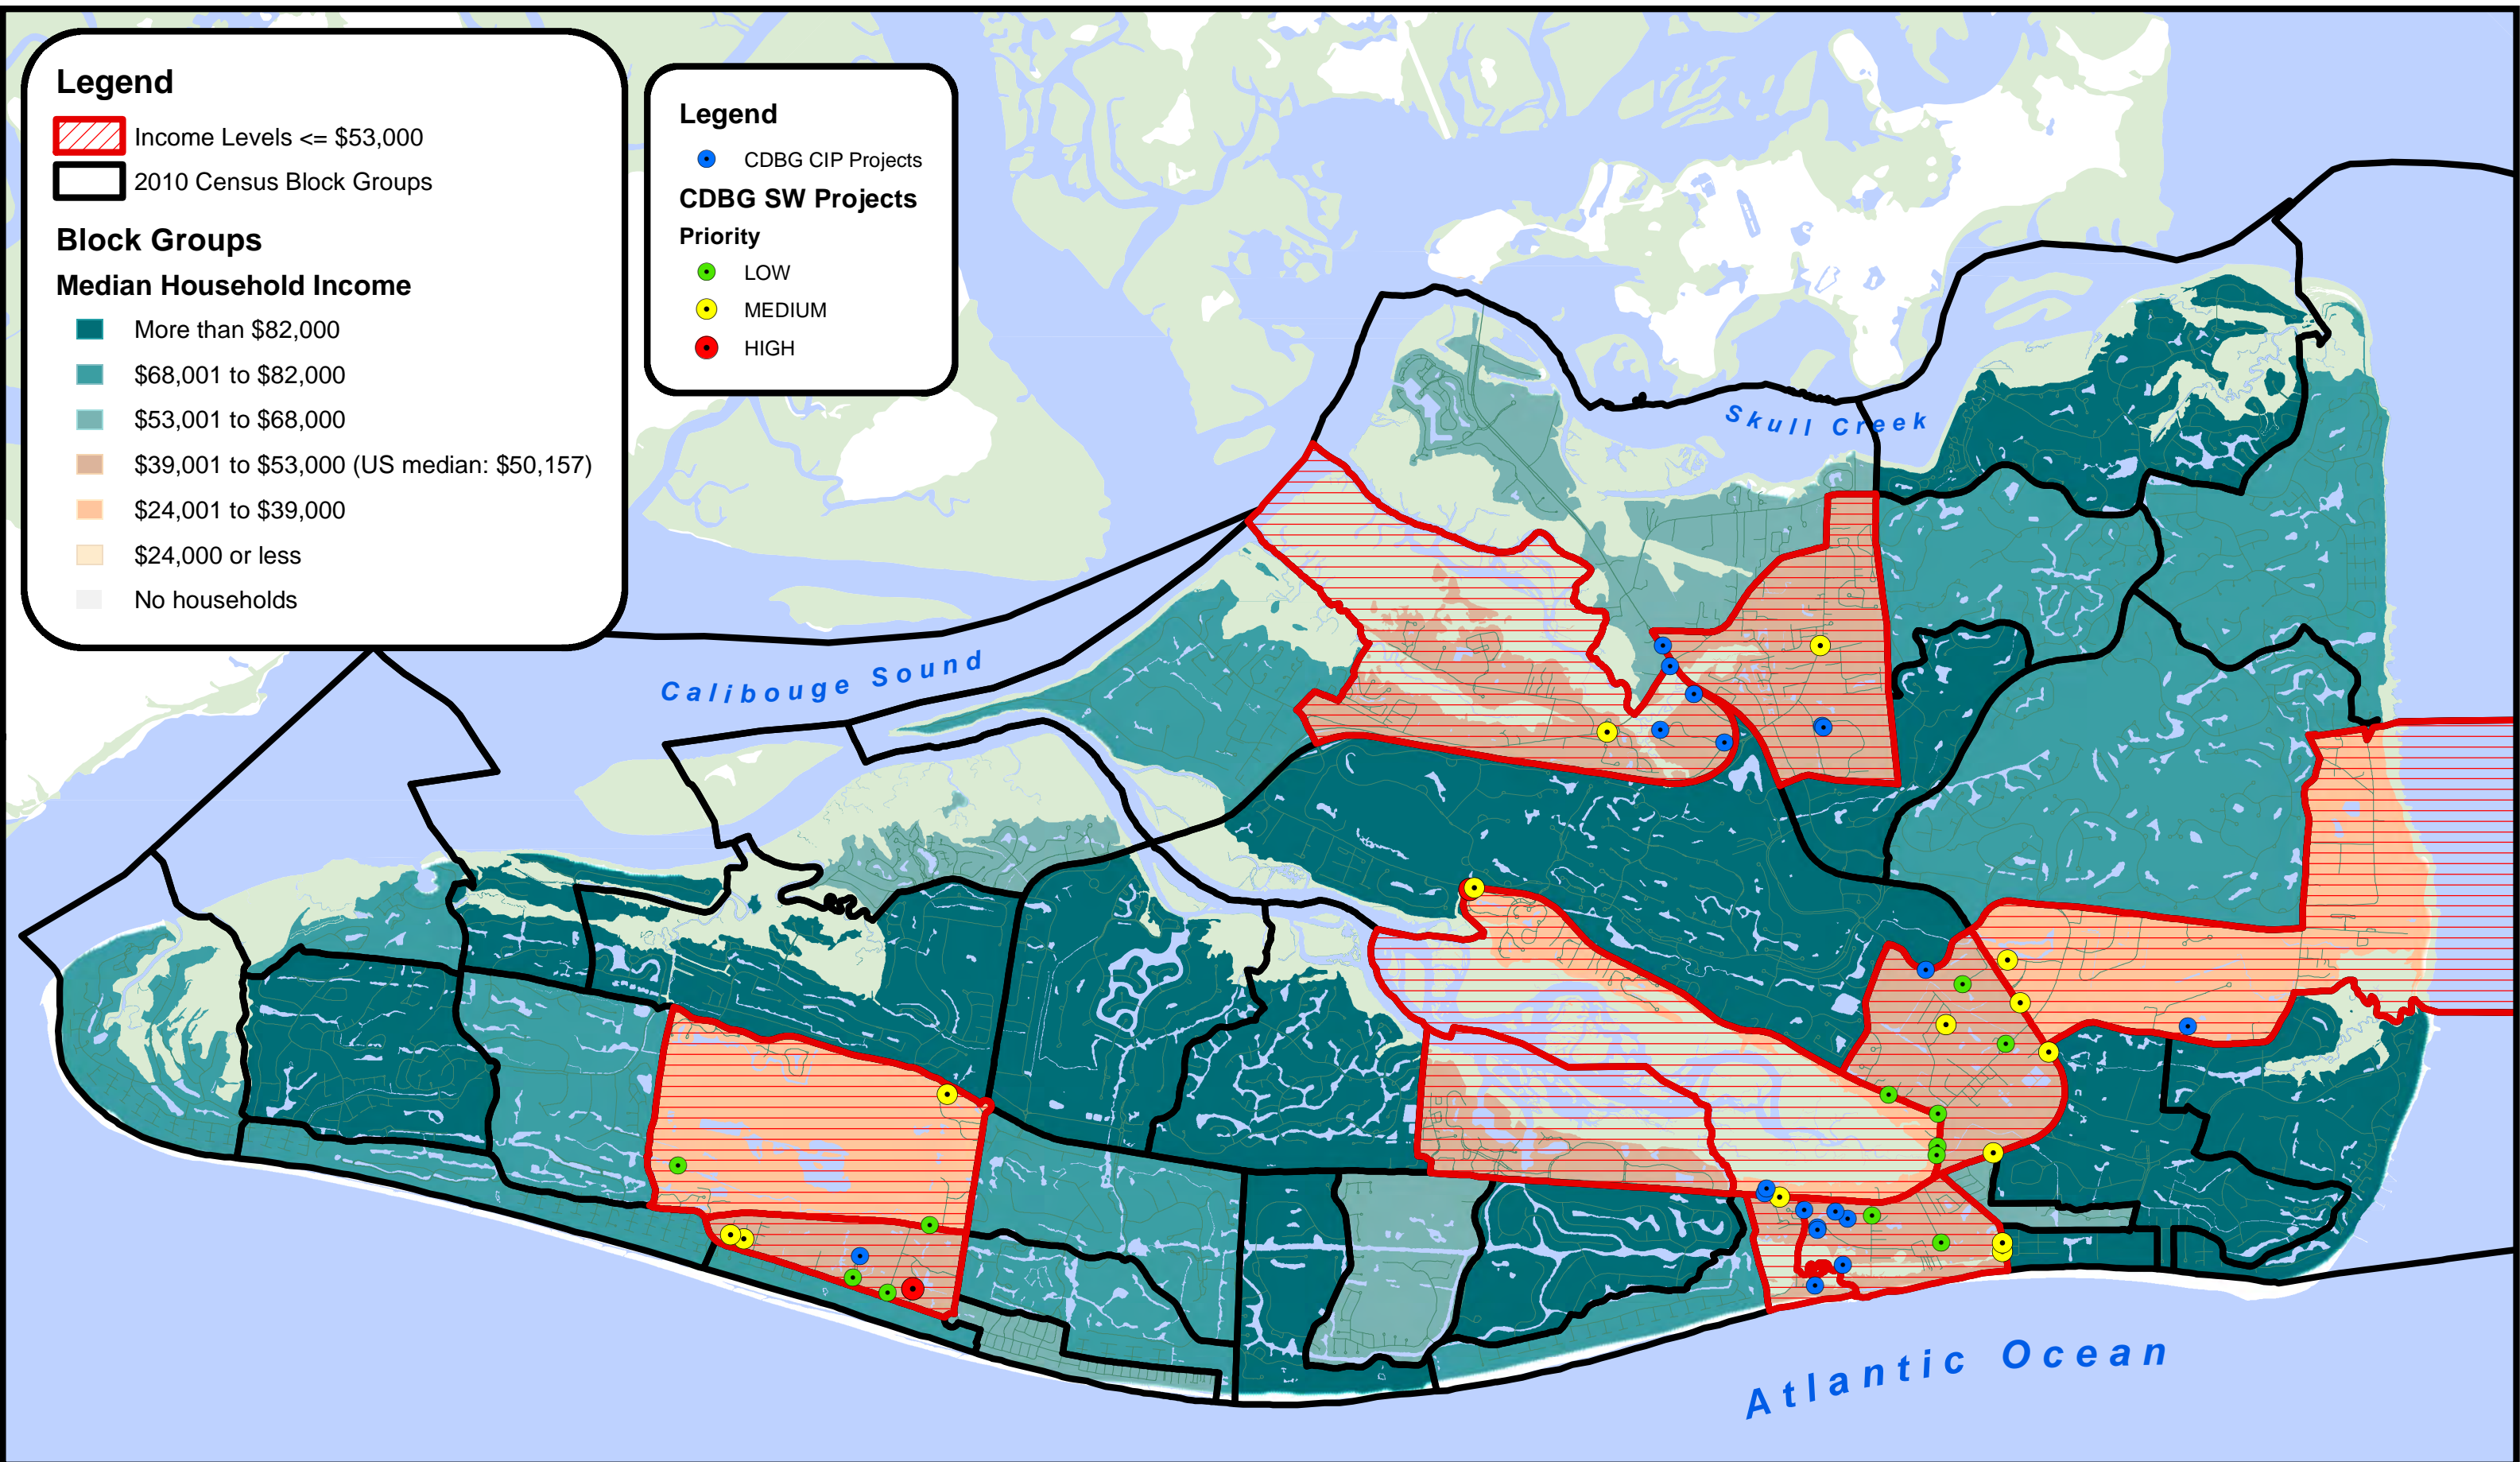 Legend
Income Levels <= $53,000
2010 Census Block Groups
Block Groups
Median Household Income
More than $82,000
$68,001 to $82,000
$53,001 to $68,000
$39,001 to $53,000 (US median: $50,157)
$24,001 to $39,000
$24,000 or less
No households
Legend
CDBG CIP Projects
CDBG SW Projects
Priority
LOW
MEDIUM
HIGH
Skull Creek
Calibouge Sound
Atlantic Ocean